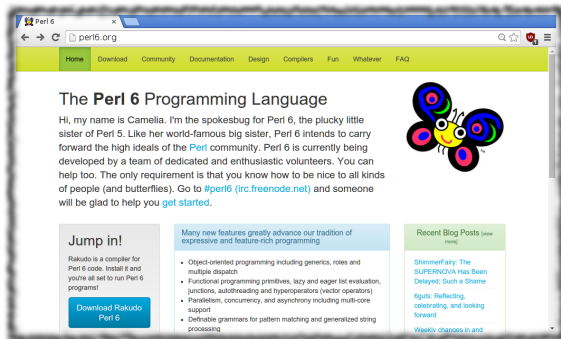 Perl 6
perl6.org
Home Download Community Documentation Design Compilers Fun Whatever FAQ
The Perl 6 Programming Language
Hi, my name is Camelia. I'm the spokesbug for Perl 6, the plucky little
sister of Perl 5. Like her world-famous big sister, Perl 6 intends to carry
forward the high ideals of the Perl community. Perl 6 is currently being
developed by a team of dedicated and enthusiastic volunteers. You can
help too. The only requirement is that you know how to be nice to all kinds
of people (and butterflies). Go to #perl6 (irc.freenode.net) and someone
will be glad to help you get started.
Jump in!
Rakudo is a compiler for
Perl 6 code. Install it and
you're all set to run Perl 6
programs!
Download Rakudo
Perl 6
Many new features greatly advance our tradition of
expressive and feature-rich programming
• Object-oriented programming including generics, roles and
multiple dispatch
• Functional programming primitives, lazy and eager list evaluation,
junctions, autothreading and hyperoperators (vector operators)
• Parallelism, concurrency, and asynchrony including multi-core
support
• Definable grammars for pattern matching and generalized string
processing
Recent Blog Posts [view
more]
ShimmerFairy: The
SUPERNOVA Has Been
Delayed; Such a Shame
6guts: Reflecting,
celebrating, and looking
forward
Weekly changes in and